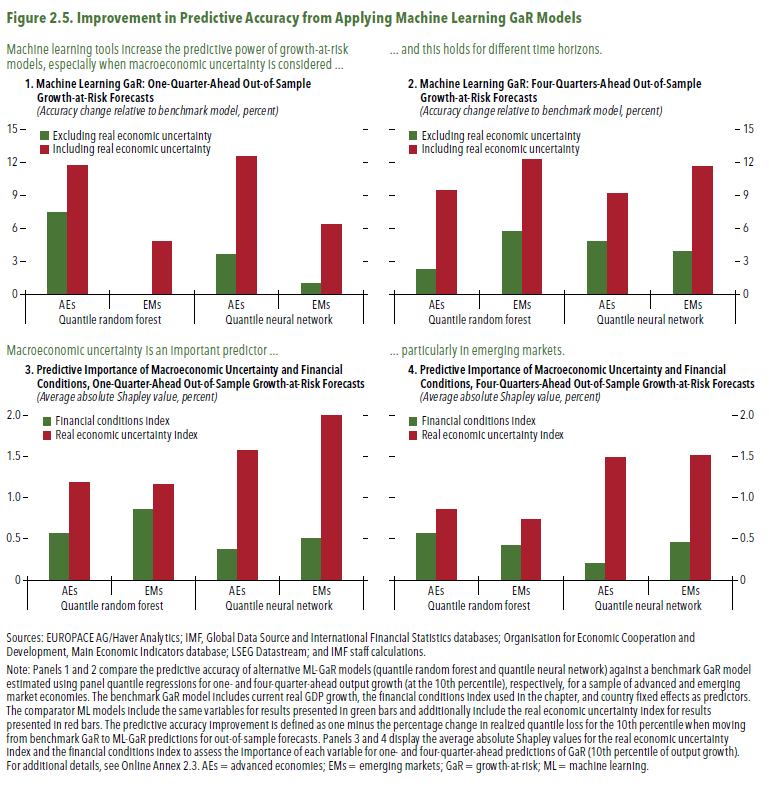 Figure 2.5. Improvement in Predictive Accuracy from Applying Machine Learning GaR Models
Machine learning tools increase the predictive power of growth-at-risk
models, especially when macroeconomic uncertainty is considered ...
... and this holds for different time horizons.
1. Machine Learning GaR: One-Quarter-Ahead Out-of-Sample
Growth-at-Risk Forecasts
(Accuracy change relative to benchmark model, percent)
15
12
9
6
3
0
Excluding real economic uncertainty
Including real economic uncertainty
AEs
EMs
AEs
EMs
Quantile random forest
Quantile neural network
2. Machine Learning GaR: Four-Quarters-Ahead Out-of-Sample
Growth-at-Risk Forecasts
(Accuracy change relative to benchmark model, percent)
Excluding real economic uncertainty
Including real economic uncertainty
15
12
9
6
3
0
AEs
EMs
AEs
EMs
Quantile random forest
Quantile neural network
Macroeconomic uncertainty is an important predictor ...
... particularly in emerging markets.
3. Predictive Importance of Macroeconomic Uncertainty and Financial
Conditions, One-Quarter-Ahead Out-of-Sample Growth-at-Risk Forecasts
(Average absolute Shapley value, percent)
2.0
1.5
1.0
0.5
0
Financial conditions index
Real economic uncertainty index
AEs
EMs
AEs
EMs
Quantile random forest
Quantile neural network
4. Predictive Importance of Macroeconomic Uncertainty and Financial
Conditions, Four-Quarters-Ahead Out-of-Sample Growth-at-Risk Forecasts
(Average absolute Shapley value, percent)
Financial conditions index
Real economic uncertainty index
2.0
1.5
1.0
0.5
0
AEs
EMs
AEs
EMs
Quantile random forest
Quantile neural network
Sources: EUROPACE AG/Haver Analytics; IMF, Global Data Source and International Financial Statistics databases; Organisation for Economic Cooperation and
Development, Main Economic Indicators database; LSEG Datastream; and IMF staff calculations.
Note: Panels 1 and 2 compare the predictive accuracy of alternative ML-GaR models (quantile random forest and quantile neural network) against a benchmark GaR model
estimated using panel quantile regressions for one- and four-quarter-ahead output growth (at the 10th percentile), respectively, for a sample of advanced and emerging
market economies. The benchmark GaR model includes current real GDP growth, the financial conditions index used in the chapter, and country fixed effects as predictors.
The comparator ML models include the same variables for results presented in green bars and additionally include the real economic uncertainty index for results
presented in red bars. The predictive accuracy improvement is defined as one minus the percentage change in realized quantile loss for the 10th percentile when moving
from benchmark GaR to ML-GaR predictions for out-of-sample forecasts. Panels 3 and 4 display the average absolute Shapley values for the real economic uncertainty
index and the financial conditions index to assess the importance of each variable for one- and four-quarter-ahead predictions of GaR (10th percentile of output growth).
For additional details, see Online Annex 2.3. AEs = advanced economies; EMs = emerging markets; GaR = growth-at-risk; ML = machine learning.